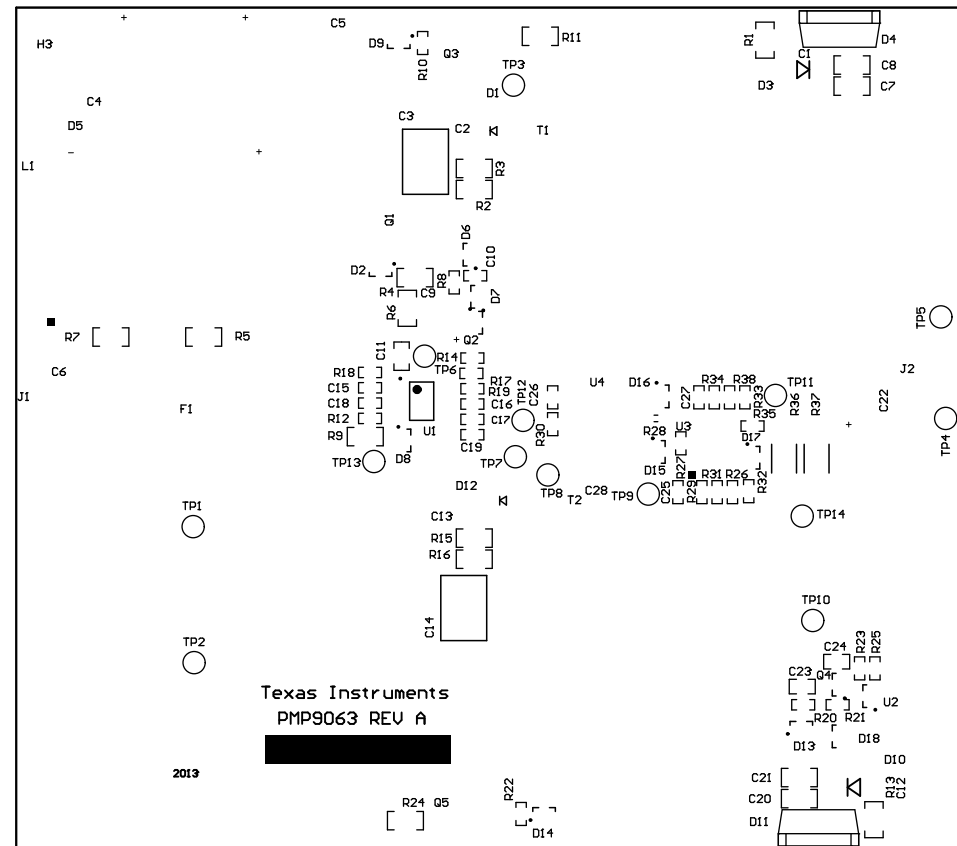 C5
H3
D9
Q3
R10
R11
R1
D4
C1
C8
C7
D3
TP3
D1
C4
D5
C3
C2
T1
L1
R3
R2
Q1
D6
C10
D2
R4
C9
R8
D7
R6
TP5
R7
R5
Q2
C11
R14
TP6
C6
R18
R17
C15
R19
C18
C16
R12
C17
R9
C19
U1
TP12
C26
R30
U4
D16
C27
R34
R38
R33
TP11
R36
R37
R35
J2
C22
J1
F1
TP4
R28
U3
D17
TP13
D8
TP7
D15
R27
R31
R26
R32
D12
TP8
T2
C28
TP9
C25
R29
TP14
TP1
C13
R15
R16
C14
TP10
TP2
C24
R23
R25
C23
Q4
U2
R20
R21
D13
D18
Texas Instruments
PMP9063 REV A
2013
D10
C21
C20
R13
C12
D11
R24
Q5
R22
D14